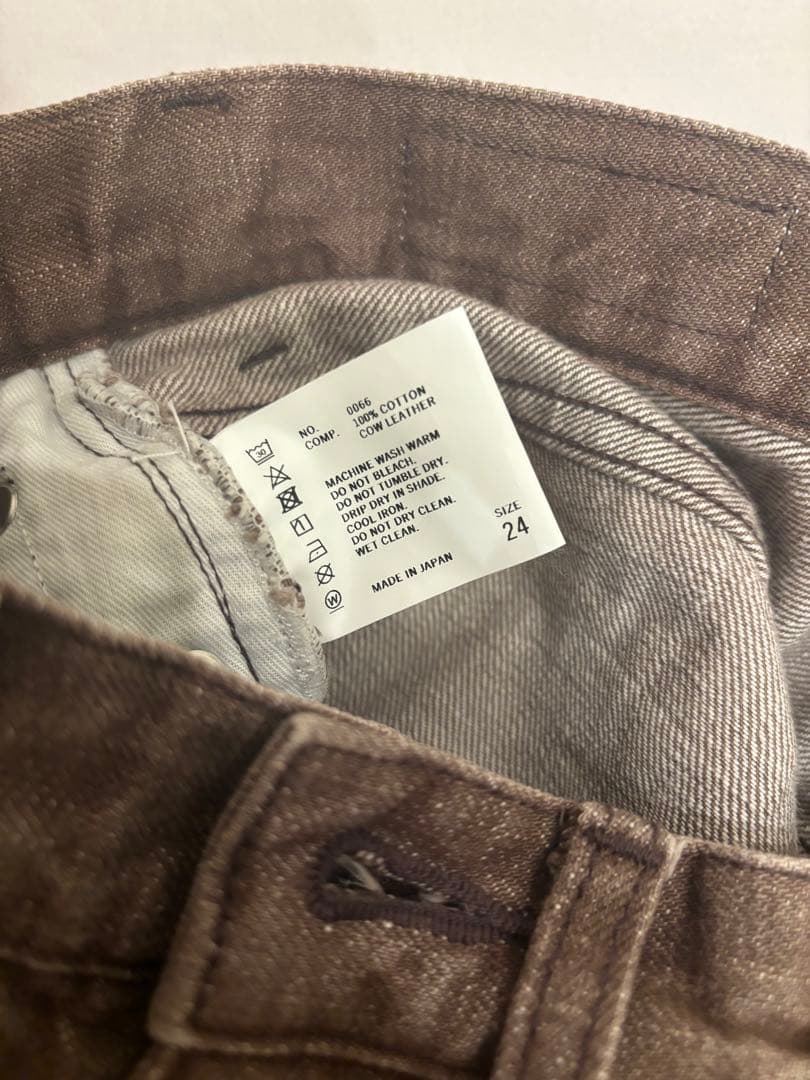 NO. 0066
COMP. 100% COTTON
COW LEATHER
30
MACHINE WASH WARM
DO NOT BLEACH.
DO NOT TUMBLE DRY.
DRIP DRY IN SHADE.
COOL IRON.
DO NOT DRY CLEAN.
WET CLEAN.
W
MADE IN JAPAN
SIZE
24